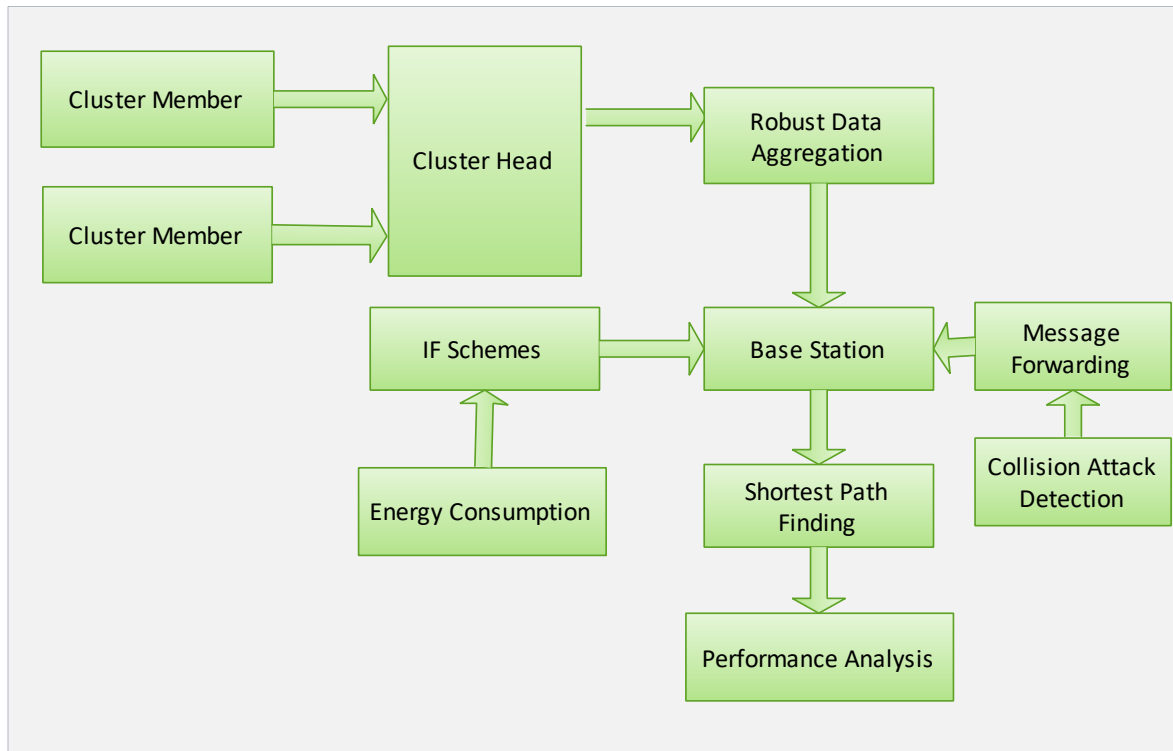 Cluster Member
Cluster Head
Robust Data
Aggregation
Cluster Member
IF Schemes
Base Station
Message
Forwarding
Energy Consumption
Shortest Path
Finding
Collision Attack
Detection
Performance Analysis